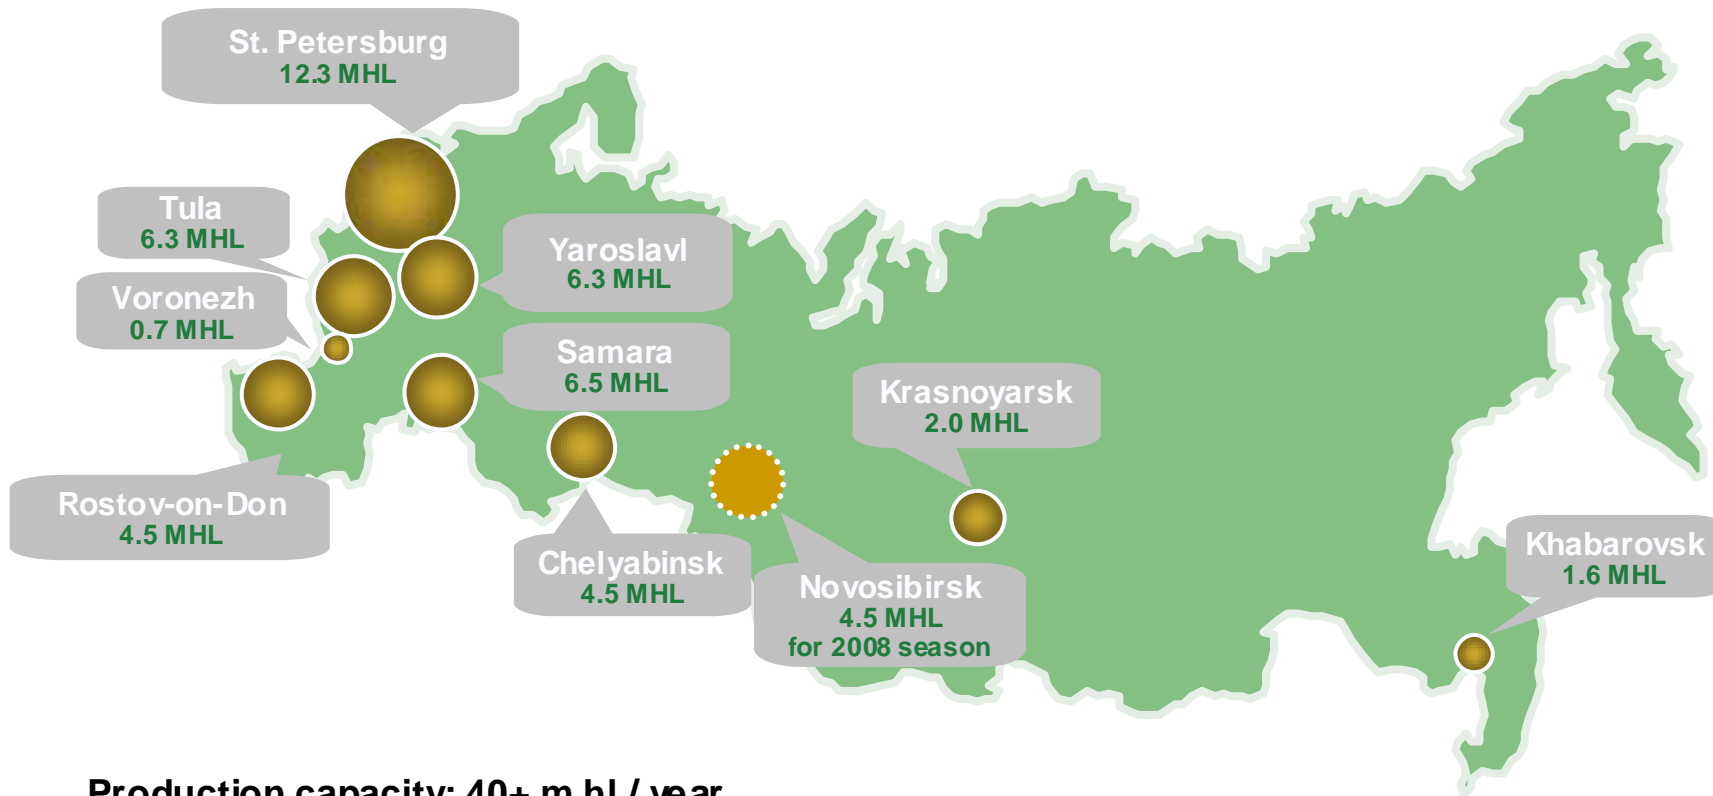 St. Petersburg
12.3 MHL
Tula
6.3 MHL
Yaroslavl
6.3 MHL
Voronezh
0.7 MHL
Samara
6.5 MHL
Krasnoyarsk
2.0 MHL
Rostov-on-Don
4.5 MHL
Chelyabinsk
4.5 MHL
Novosibirsk
4.5 MHL
for 2008 season
Khabarovsk
1.6 MHL
Production capacity: 40+ m hl / year